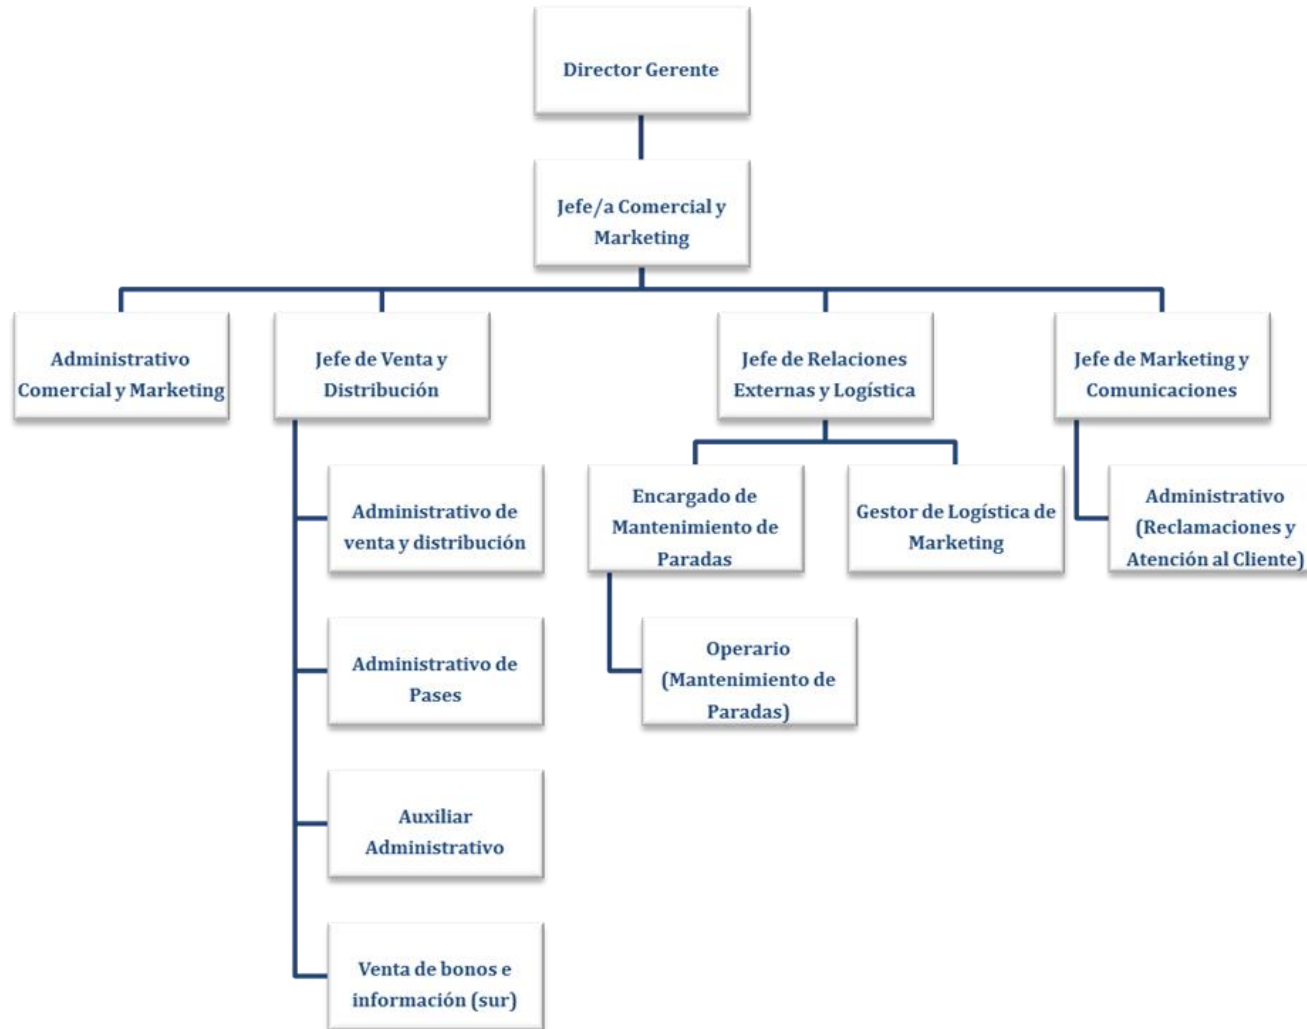 Director Gerente
Jefe/a Comercial y
Marketing
Administrativo
Comercial y Marketing
Jefe de Venta y
Distribución
Jefe de Relaciones
Externas y Logística
Jefe de Marketing y
Comunicaciones
Administrativo de
venta y distribución
Encargado de
Mantenimiento de
Paradas
Gestor de Logística de
Marketing
Administrativo
(Reclamaciones y
Atención al Cliente)
Administrativo de
Pases
Operario
(Mantenimiento de
Paradas)
Auxiliar
Administrativo
Venta de bonos e
información (sur)